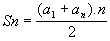 Sn = (a₁ + aₙ).n / 2